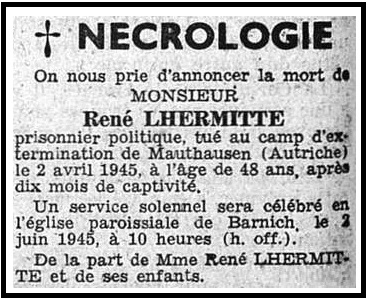 † NECROLOGIE
On nous prie d'annoncer la mort de
MONSIEUR
René LHERMITTE
prisonnier politique, tué au camp d'ex-
termination de Mauthausen (Autriche)
le 2 avril 1945, à l'âge de 48 ans, après
dix mois de captivité.
Un service solennel sera célébré en
l'église paroissiale de Barnich, le 2
juin 1945, à 10 heures (h. off.).
De la part de Mme René LHERMIT-
TE et de ses enfants.